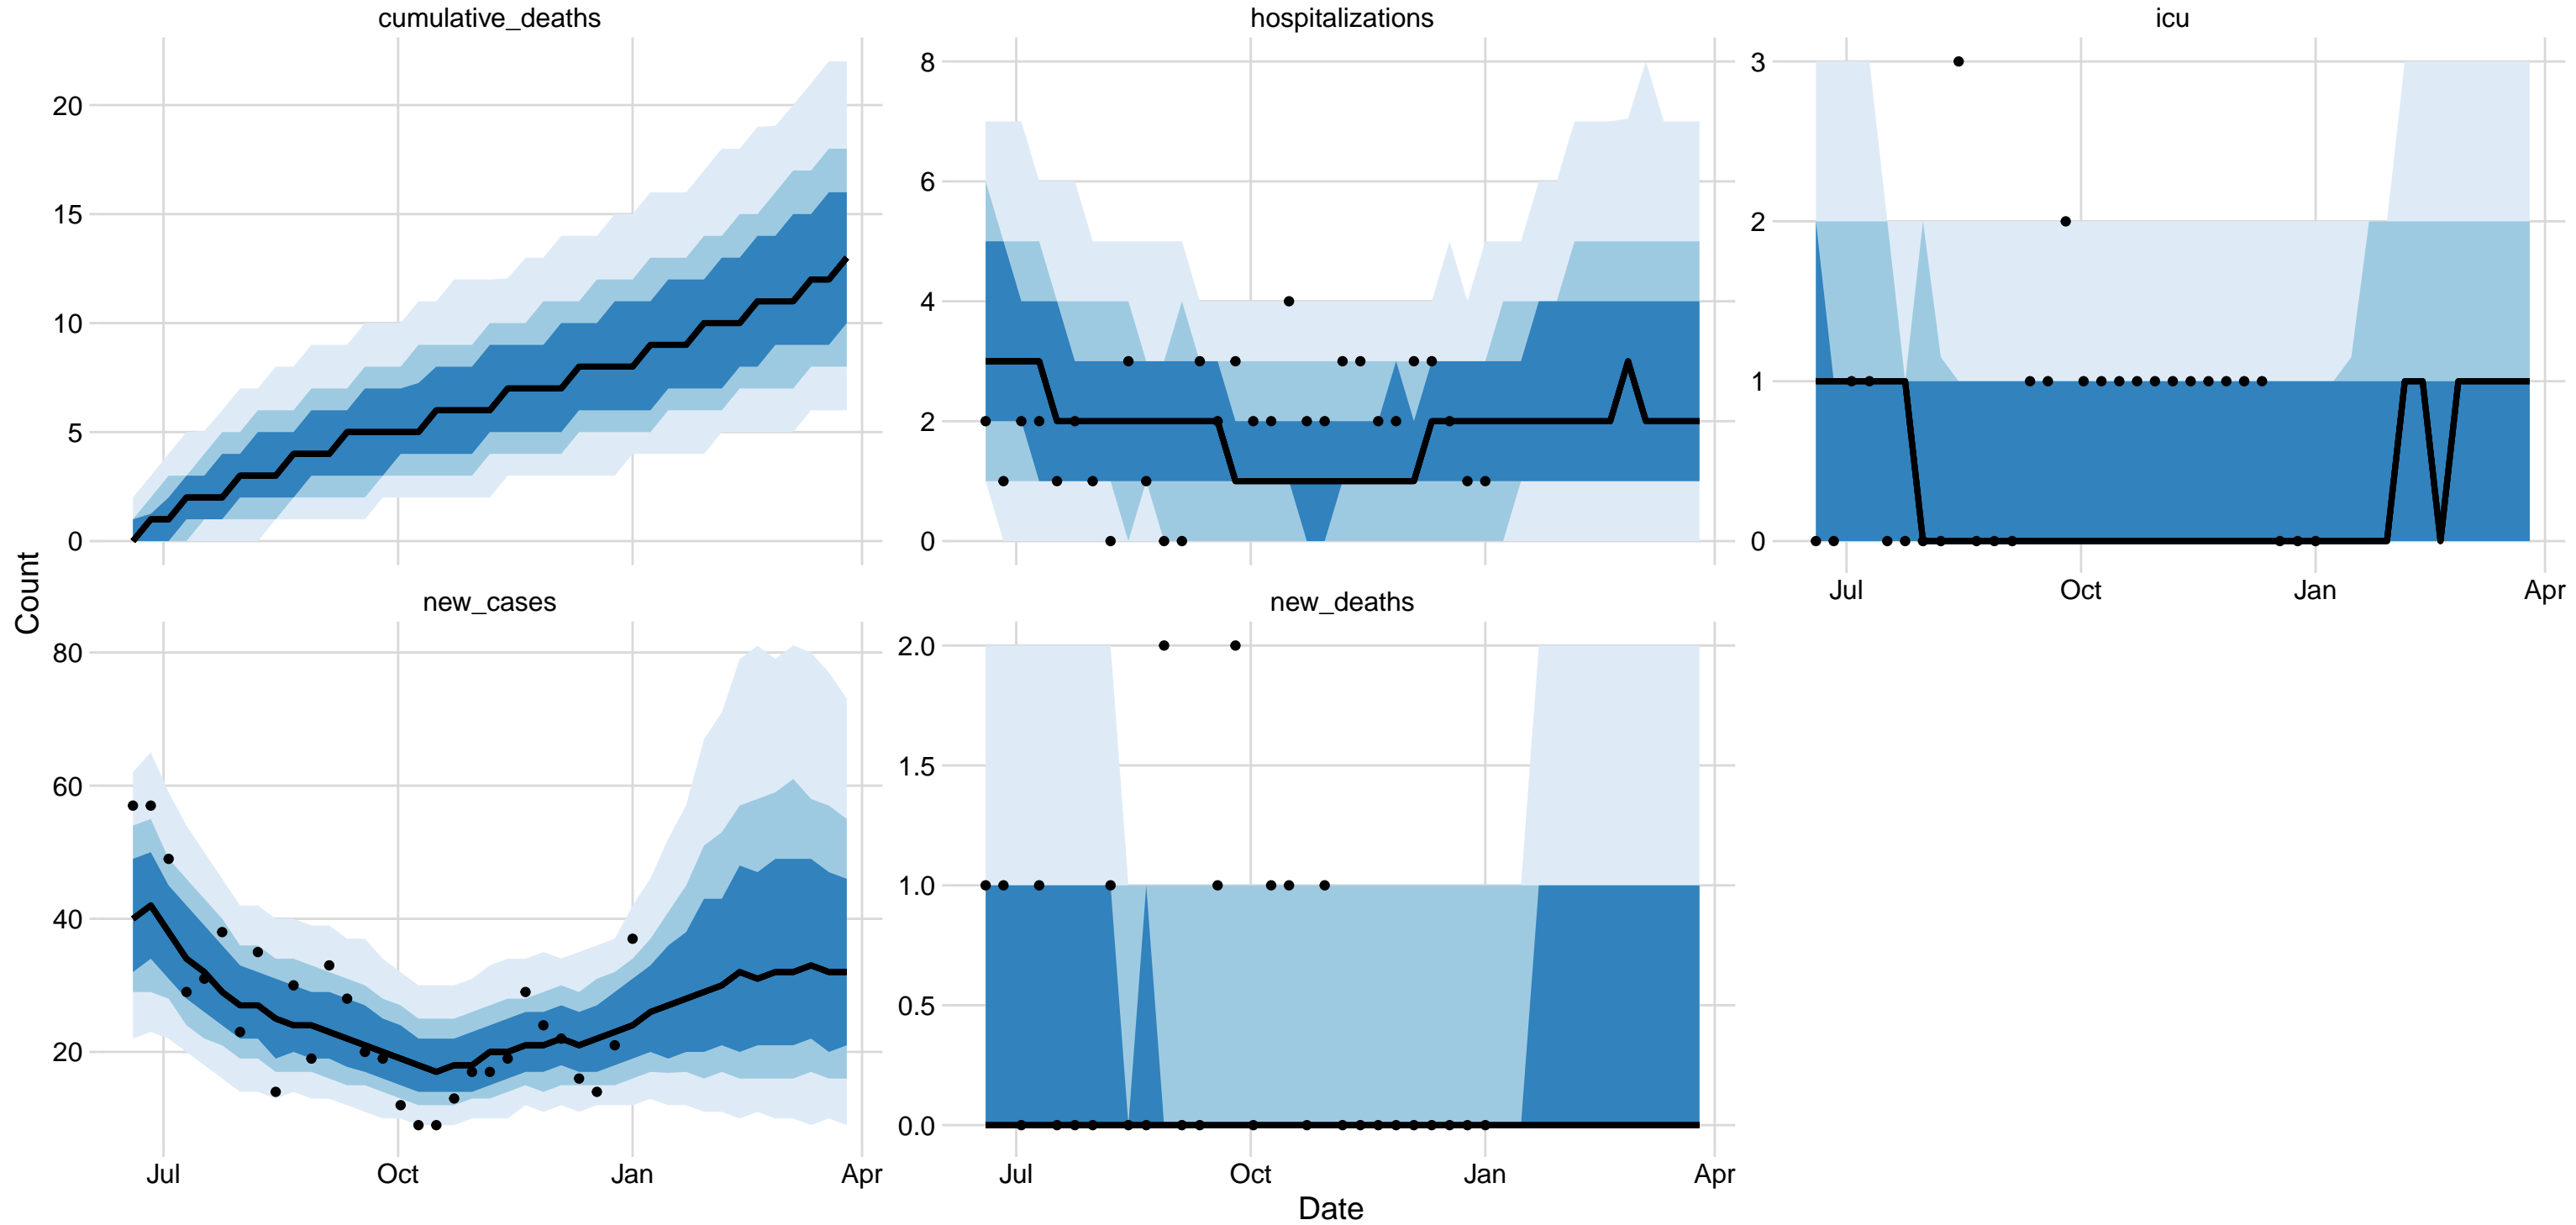 cumulative_deaths
hospitalizations
icu
20
15
10
5
0
8
6
4
2
0
3
2
1
0
Jul
Oct
Jan
Apr
Count
new_cases
new_deaths
80
60
40
20
2.0
1.5
1.0
0.5
0.0
Jul
Oct
Jan
Apr
Jul
Oct
Jan
Apr
Date